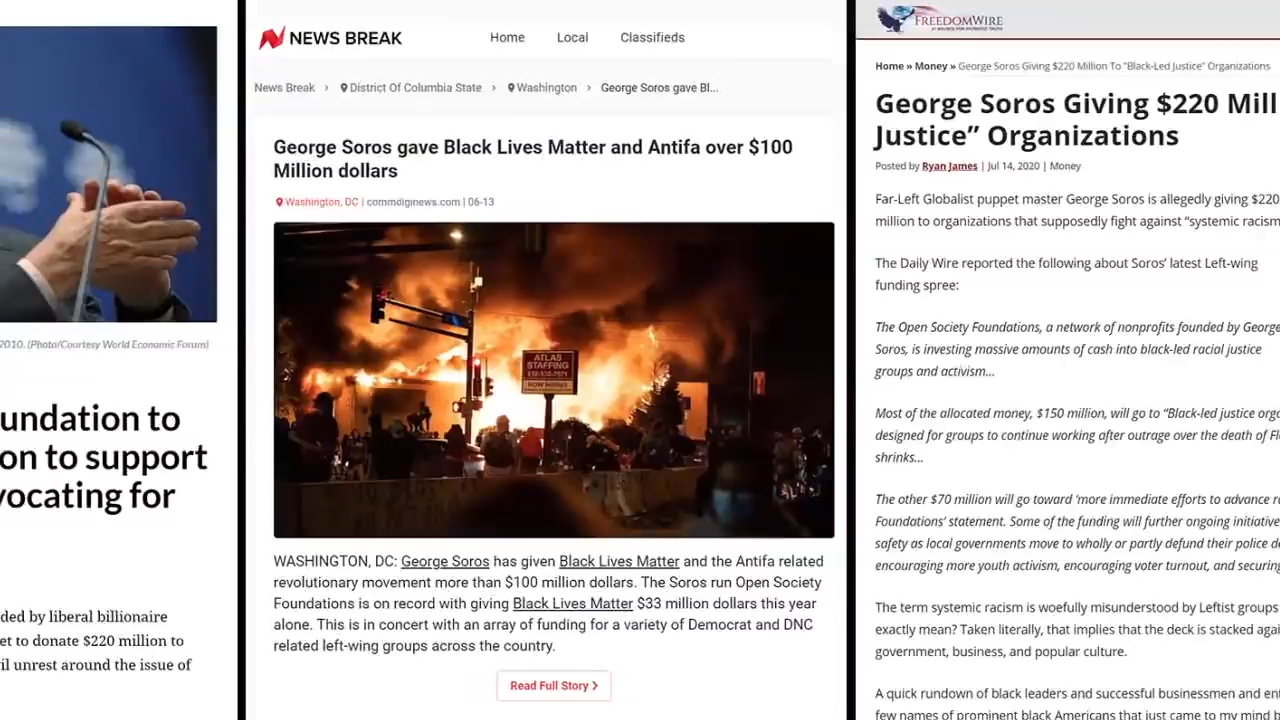 2010. (Photo/Courtesy World Economic Forum)
undation to
on to support
vocating for
ded by liberal billionaire
et to donate $220 million to
il unrest around the issue of
NEWS BREAK
Home Local Classifieds
News Break › District Of Columbia State › Washington › George Soros gave Bl...
George Soros gave Black Lives Matter and Antifa over $100
Million dollars
Washington, DC | commdiginews.com | 06-13
ATLAS
STAFFING
NOW HIRING
WASHINGTON, DC: George Soros has given Black Lives Matter and the Antifa related
revolutionary movement more than $100 million dollars. The Soros run Open Society
Foundations is on record with giving Black Lives Matter $33 million dollars this year
alone. This is in concert with an array of funding for a variety of Democrat and DNC
related left-wing groups across the country.
Read Full Story >
FREEDOMWIRE
Home » Money » George Soros Giving $220 Million To "Black-Led Justice" Organizations
George Soros Giving $220 Mill
Justice” Organizations
Posted by Ryan James | Jul 14, 2020 | Money
Far-Left Globalist puppet master George Soros is allegedly giving $220
million to organizations that supposedly fight against “systemic racism
The Daily Wire reported the following about Soros’ latest Left-wing
funding spree:
The Open Society Foundations, a network of nonprofits founded by George
Soros, is investing massive amounts of cash into black-led racial justice
groups and activism…
Most of the allocated money, $150 million, will go to “Black-led justice orga
designed for groups to continue working after outrage over the death of Fl
shrinks…
The other $70 million will go toward ‘more immediate efforts to advance ra
Foundations’ statement. Some of the funding will further ongoing initiative
safety as local governments move to wholly or partly defund their police de
encouraging more youth activism, encouraging voter turnout, and securing
The term systemic racism is woefully misunderstood by Leftist groups
exactly mean? Taken literally, that implies that the deck is stacked agai
government, business, and popular culture.
A quick rundown of black leaders and successful businessmen and ent
few names of prominent black Americans that just came to my mind b